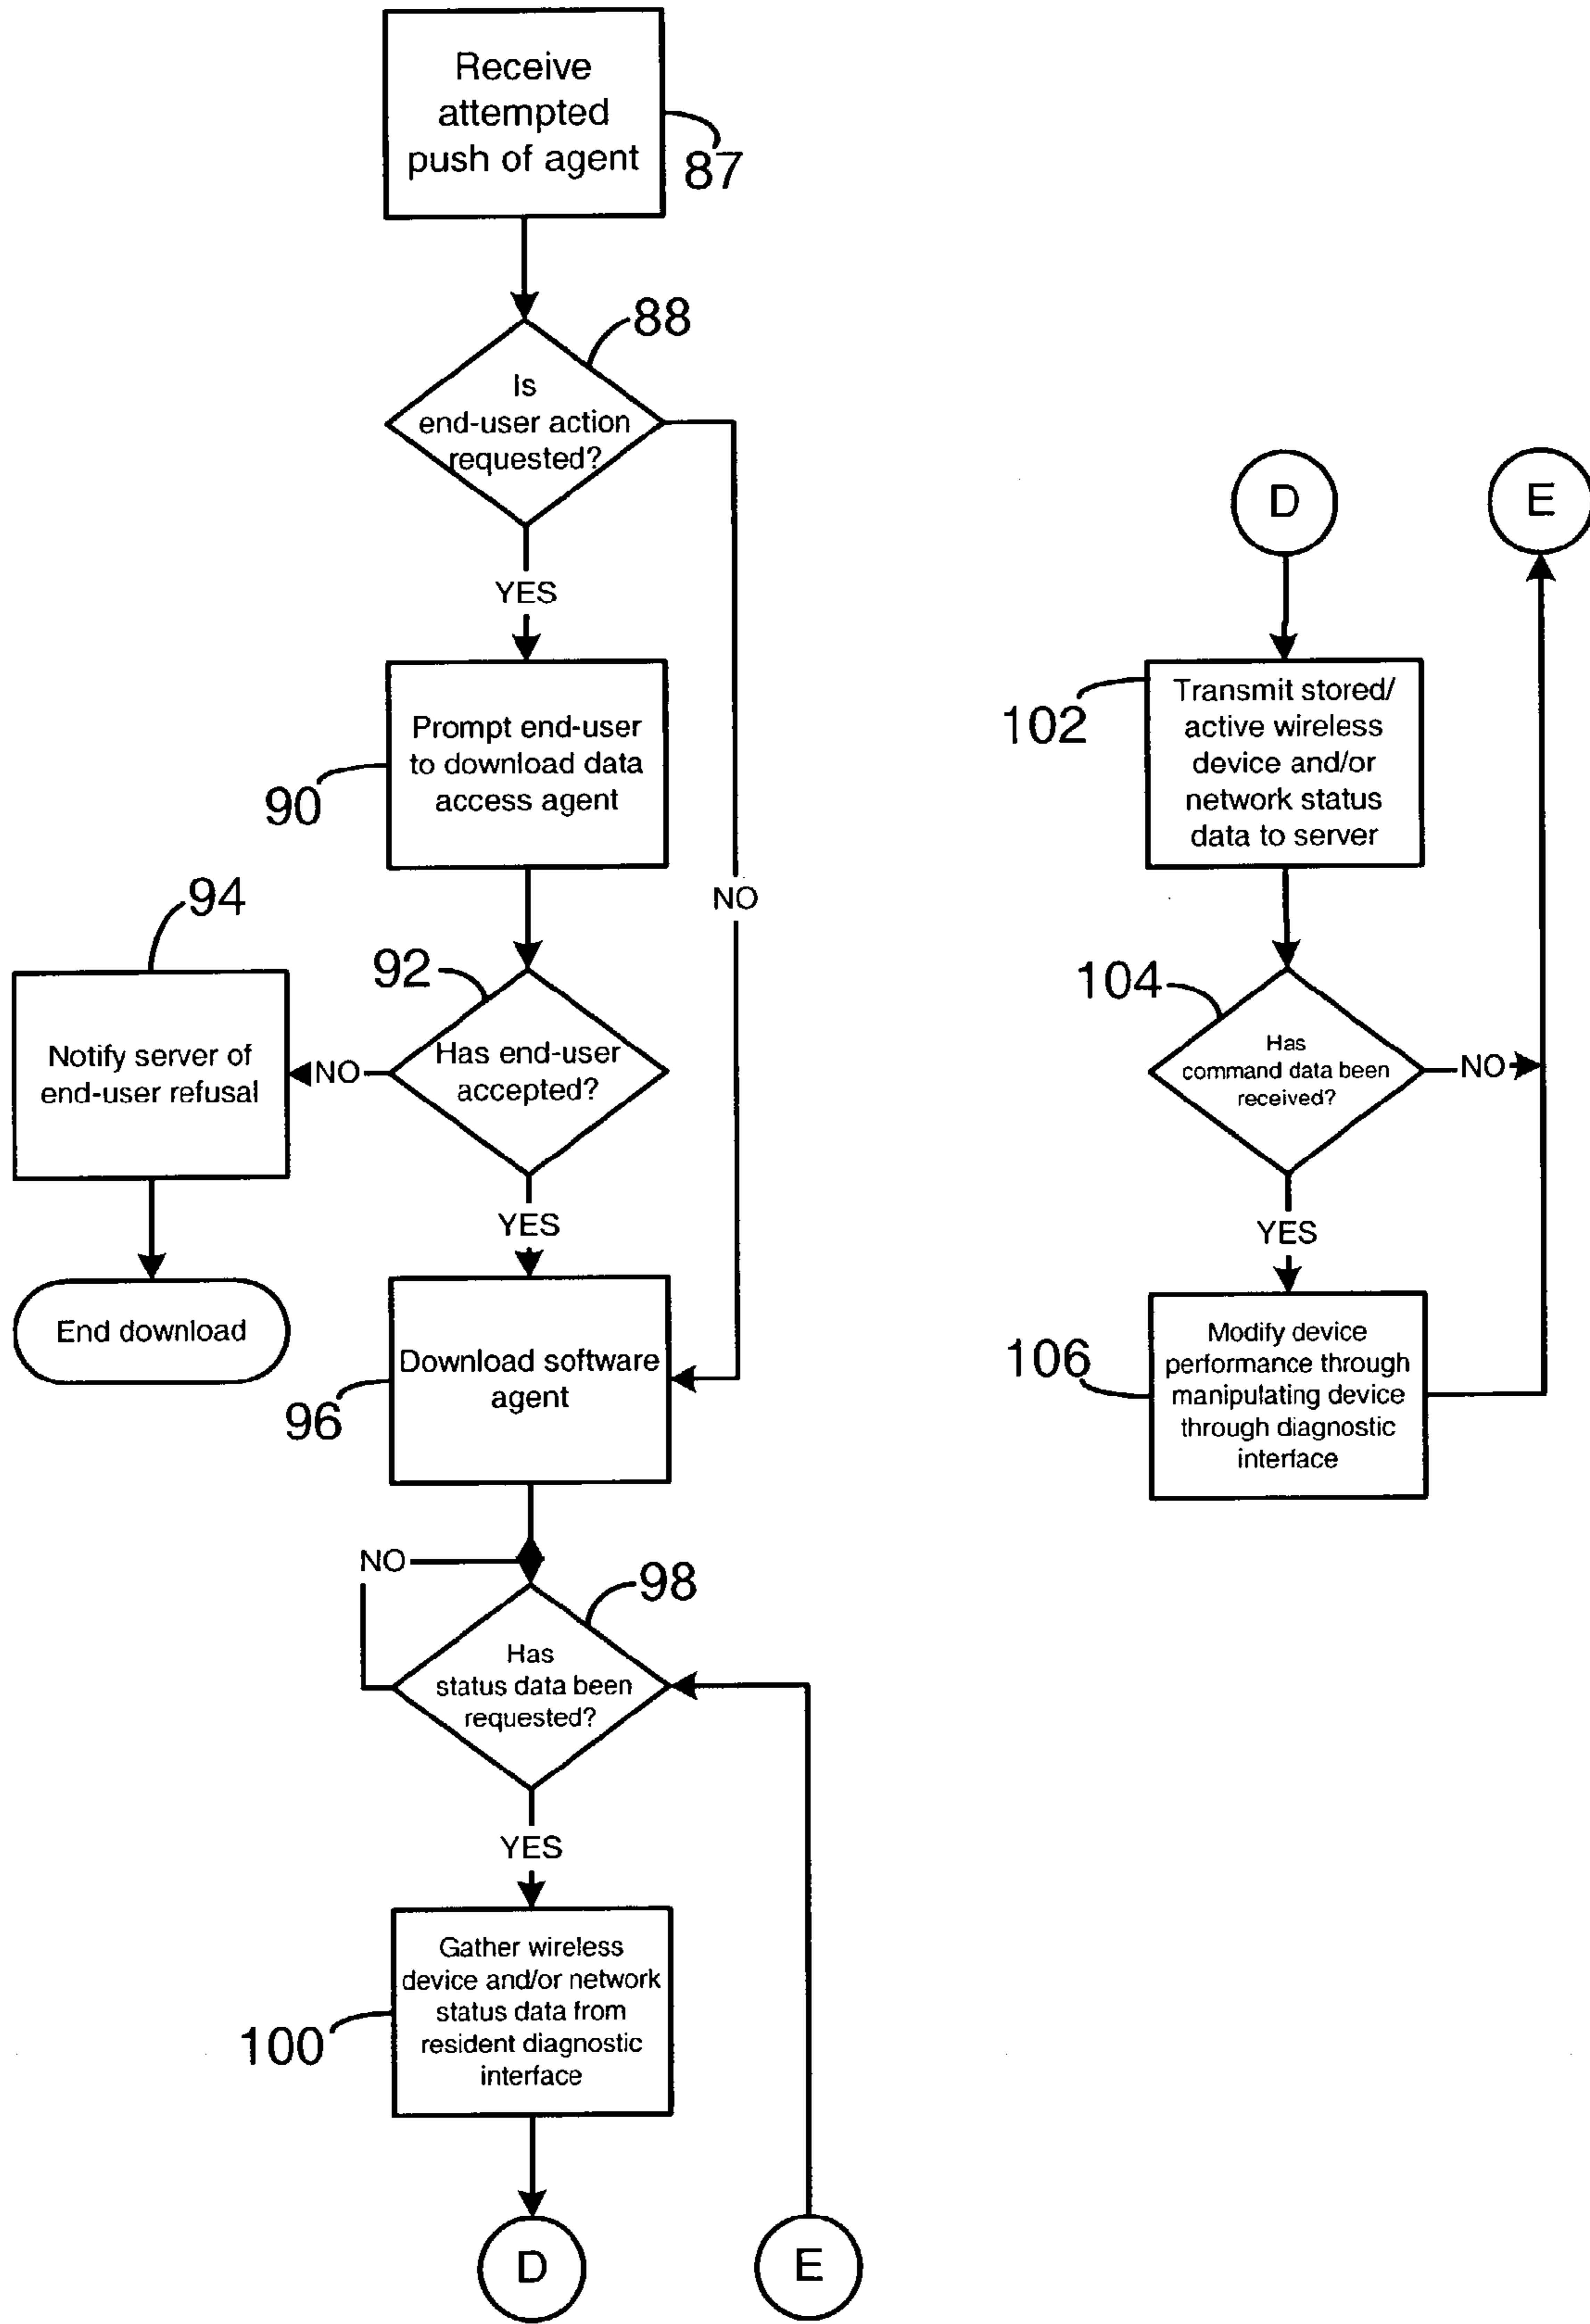 Receive
attempted
push of agent
87
88
Is
end-user action
requested?
YES
NO
Prompt end-user
to download data
access agent
90
94
92
Has end-user
accepted?
NO
Notify server of
end-user refusal
YES
End download
Download software
agent
96
NO
98
Has
status data been
requested?
YES
Gather wireless
device and/or network
status data from
resident diagnostic
interface
100
D
E
D
E
Transmit stored/
active wireless
device and/or
network status
data to server
102
104
Has
command data been
received?
NO
YES
Modify device
performance through
manipulating device
through diagnostic
interface
106